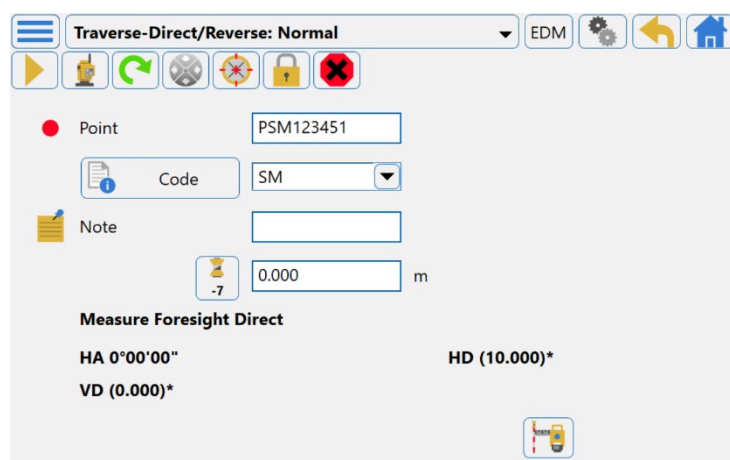 Traverse-Direct/Reverse: Normal EDM
Point PSM123451
Code SM
Note
-7 0.000 m
Measure Foresight Direct
HA 0°00'00" HD (10.000)*
VD (0.000)*